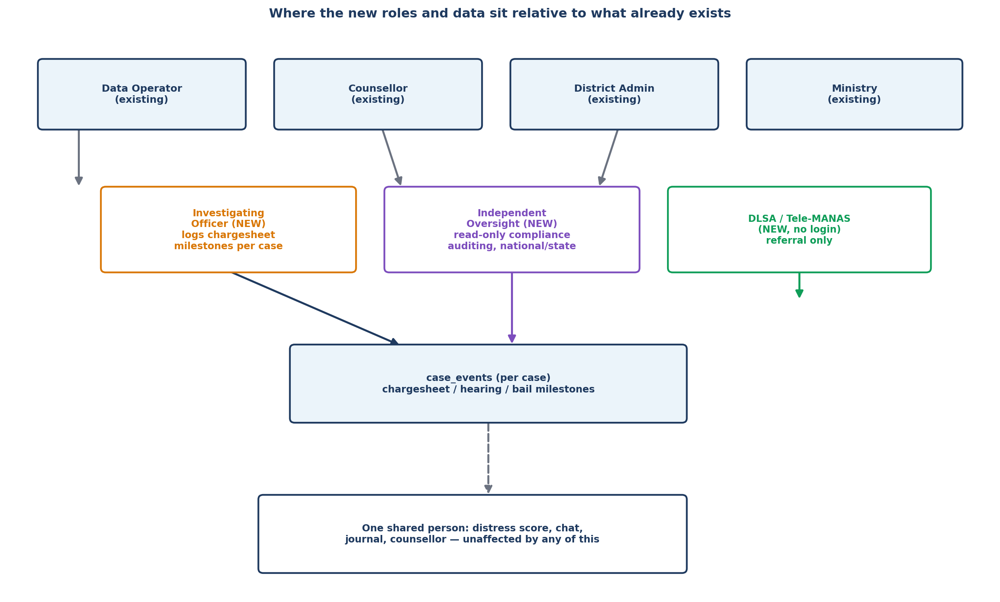 Where the new roles and data sit relative to what already exists
Data Operator
(existing)
Counsellor
(existing)
District Admin
(existing)
Ministry
(existing)
Investigating
Officer (NEW)
logs chargesheet
milestones per case
Independent
Oversight (NEW)
read-only compliance
auditing, national/state
DLSA / Tele-MANAS
(NEW, no login)
referral only
case_events (per case)
chargesheet / hearing / bail milestones
One shared person: distress score, chat,
journal, counsellor — unaffected by any of this